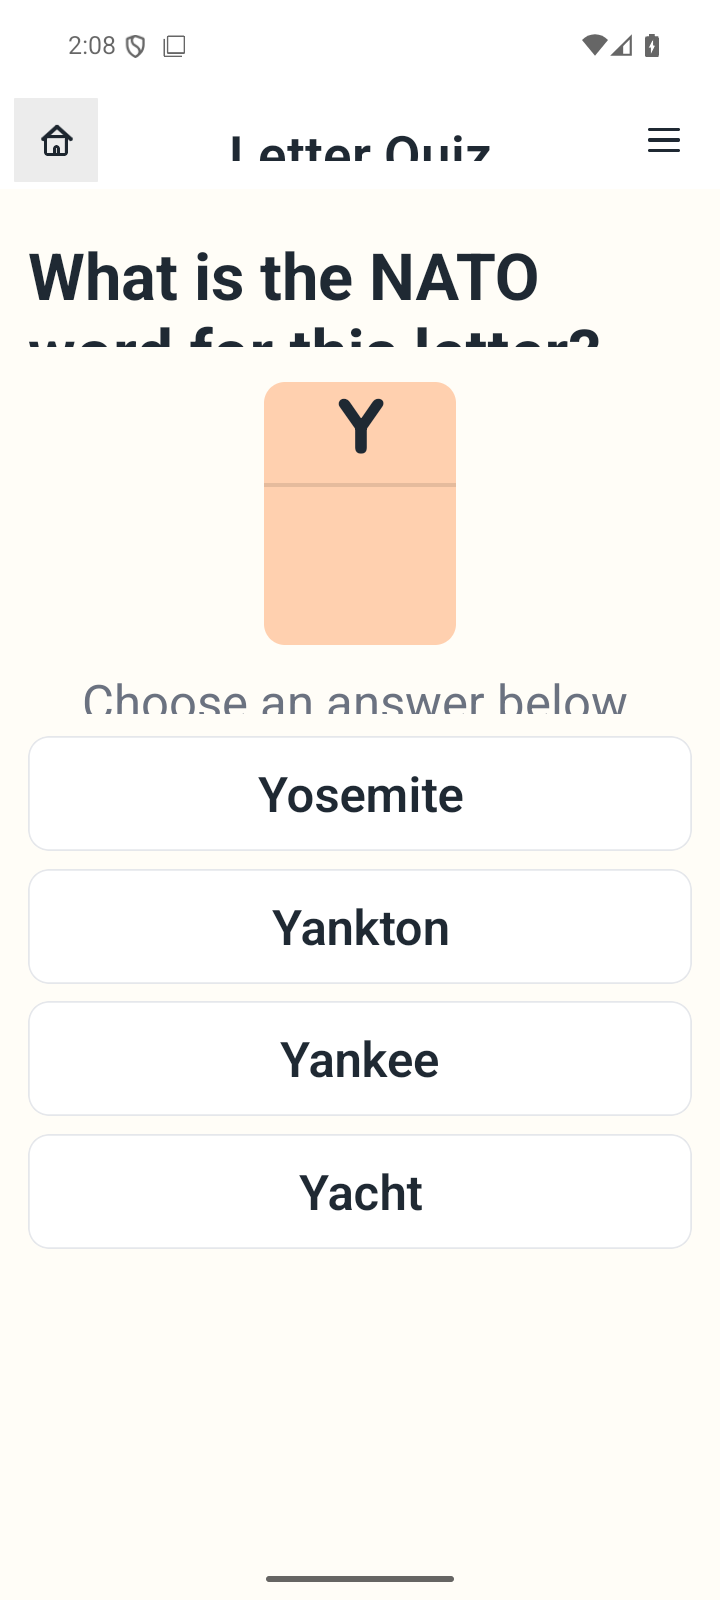 2:08
Letter Quiz
What is the NATO
word for this letter?
Y
Choose an answer below
Yosemite
Yankton
Yankee
Yacht